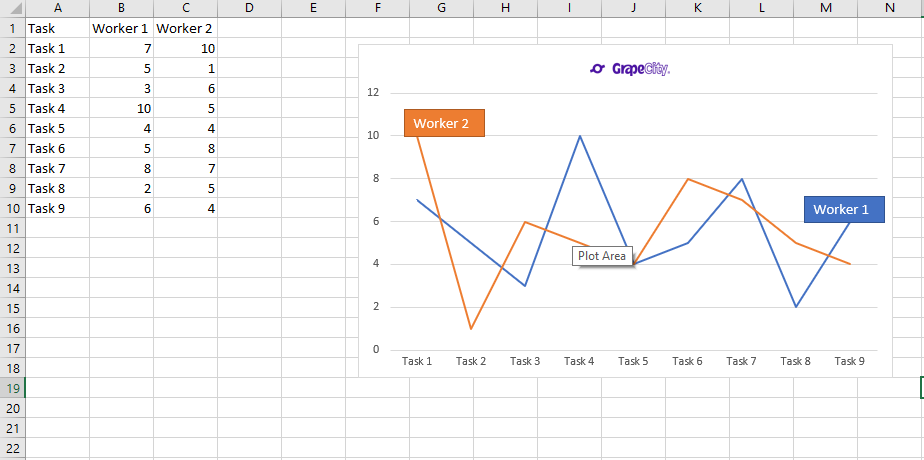 A B C D E F G H I J K L M N
1 Task Worker 1 Worker 2
2 Task 1 7 10
3 Task 2 5 1
4 Task 3 3 6
5 Task 4 10 5
6 Task 5 4 4
7 Task 6 5 8
8 Task 7 8 7
9 Task 8 2 5
10 Task 9 6 4
11
12
13
14
15
16
17
18
19
20
21
22
GrapeCity.
12
10
8
6
4
2
0
Worker 2
Worker 1
Plot Area
Task 1 Task 2 Task 3 Task 4 Task 5 Task 6 Task 7 Task 8 Task 9